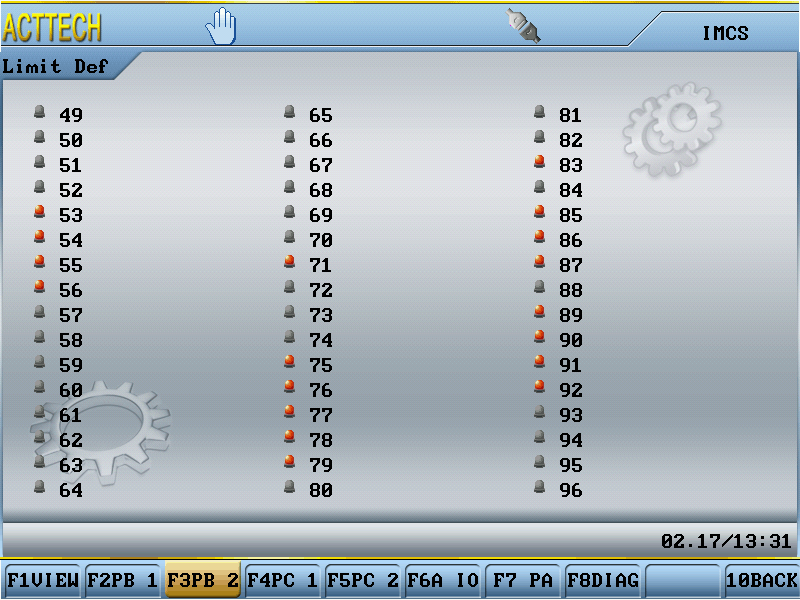 ACTTECH
IMCS
Limit Def
49 65 81
50 66 82
51 67 83
52 68 84
53 69 85
54 70 86
55 71 87
56 72 88
57 73 89
58 74 90
59 75 91
60 76 92
61 77 93
62 78 94
63 79 95
64 80 96
02.17/13:31
F1VIEW F2PB 1 F3PB 2 F4PC 1 F5PC 2 F6A IO F7 PA F8DIAG 10BACK